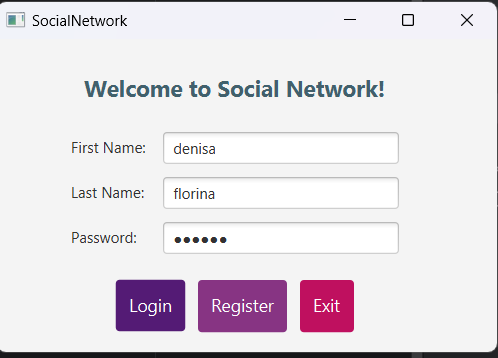 SocialNetwork
Welcome to Social Network!
First Name: denisa
Last Name: florina
Password: ●●●●●●
Login Register Exit